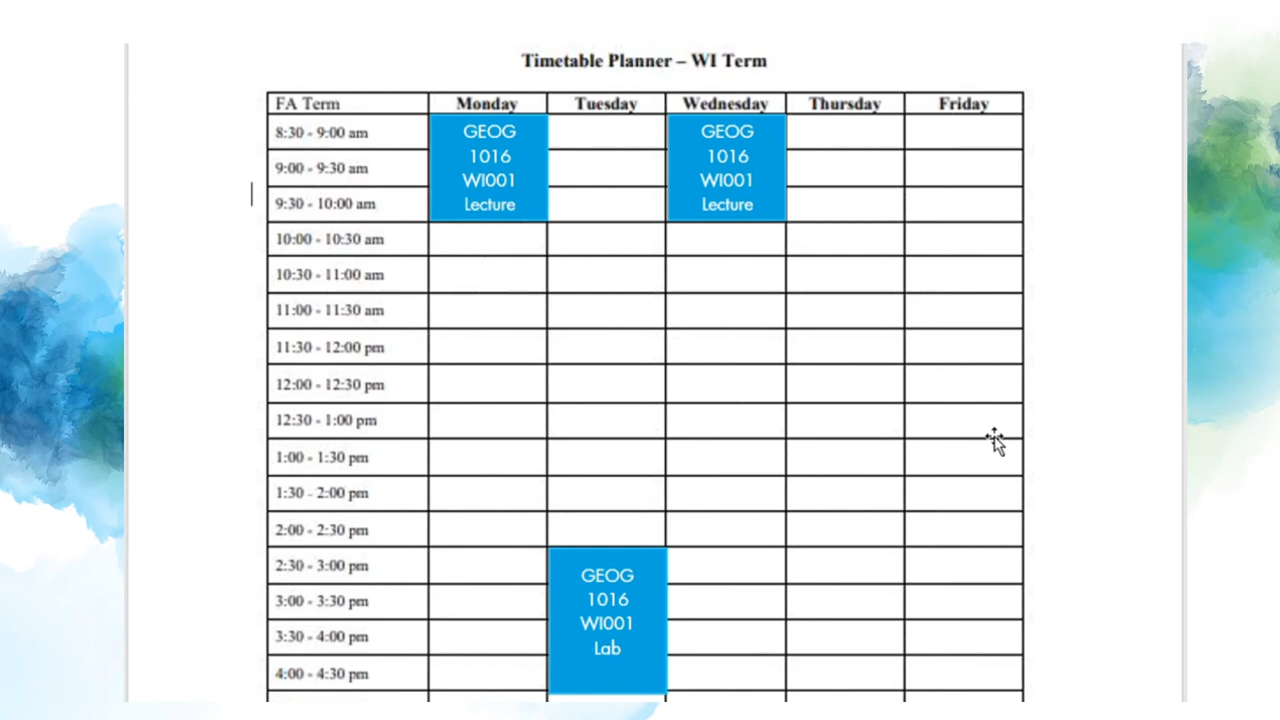 Timetable Planner – WI Term
FA Term Monday Tuesday Wednesday Thursday Friday
8:30 - 9:00 am
9:00 - 9:30 am
9:30 - 10:00 am
GEOG
1016
WI001
Lecture
GEOG
1016
WI001
Lecture
10:00 - 10:30 am
10:30 - 11:00 am
11:00 - 11:30 am
11:30 - 12:00 pm
12:00 - 12:30 pm
12:30 - 1:00 pm
1:00 - 1:30 pm
1:30 - 2:00 pm
2:00 - 2:30 pm
2:30 - 3:00 pm
3:00 - 3:30 pm
3:30 - 4:00 pm
4:00 - 4:30 pm
GEOG
1016
WI001
Lab